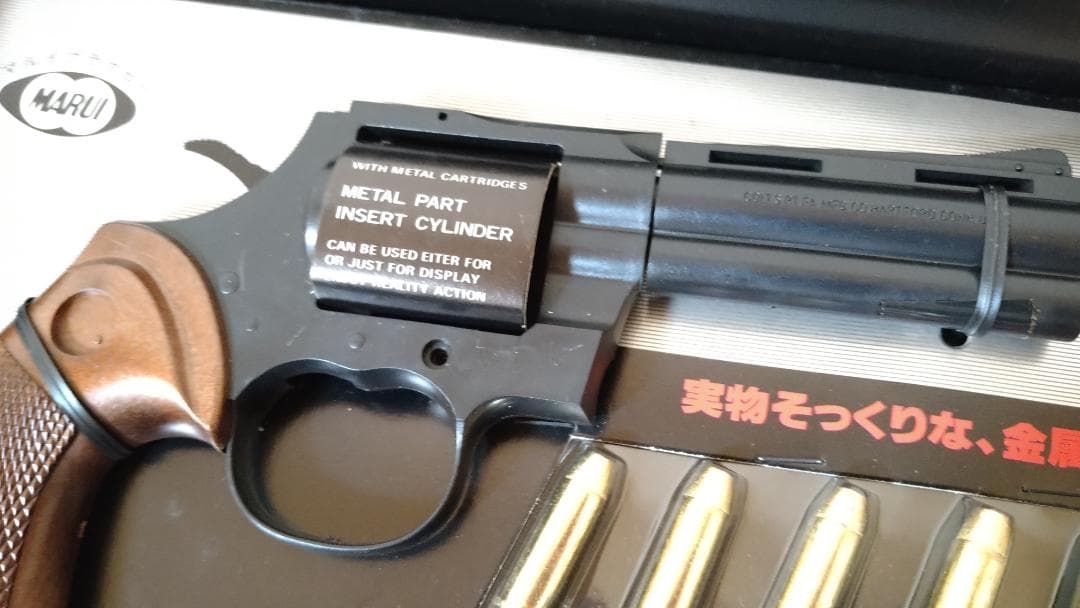 MARUI
WITH METAL CARTRIDGES
METAL PART
INSERT CYLINDER
CAN BE USED EITER FOR
OR JUST FOR DISPLAY
REALITY ACTION
実物そっくりな、金属